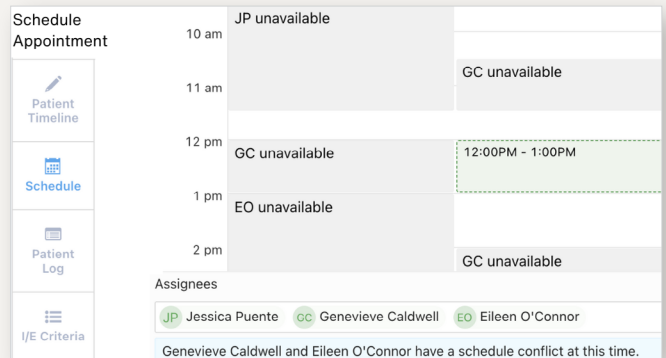 Schedule
Appointment
Patient
Timeline
Schedule
Patient
Log
I/E Criteria
10 am
11 am
12 pm
1 pm
2 pm
JP unavailable
GC unavailable
EO unavailable
GC unavailable
12:00PM - 1:00PM
GC unavailable
Assignees
JP Jessica Puente GC Genevieve Caldwell EO Eileen O'Connor
Genevieve Caldwell and Eileen O'Connor have a schedule conflict at this time.